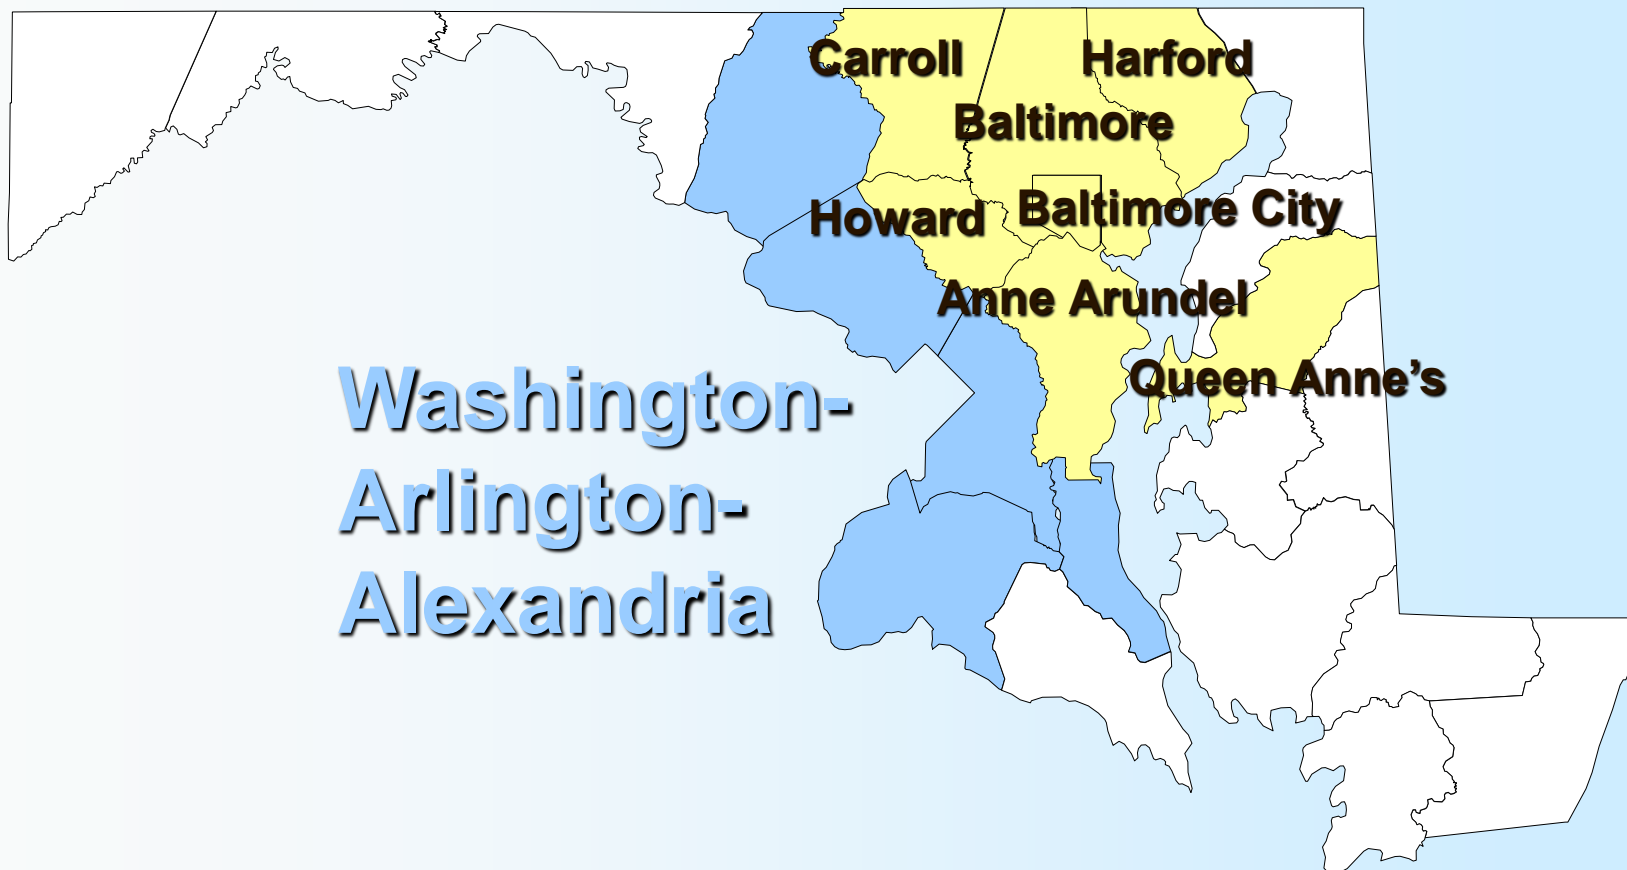 Carroll
Harford
Baltimore
Howard
Baltimore City
Anne Arundel
Queen Anne’s
Washington-
Arlington-
Alexandria